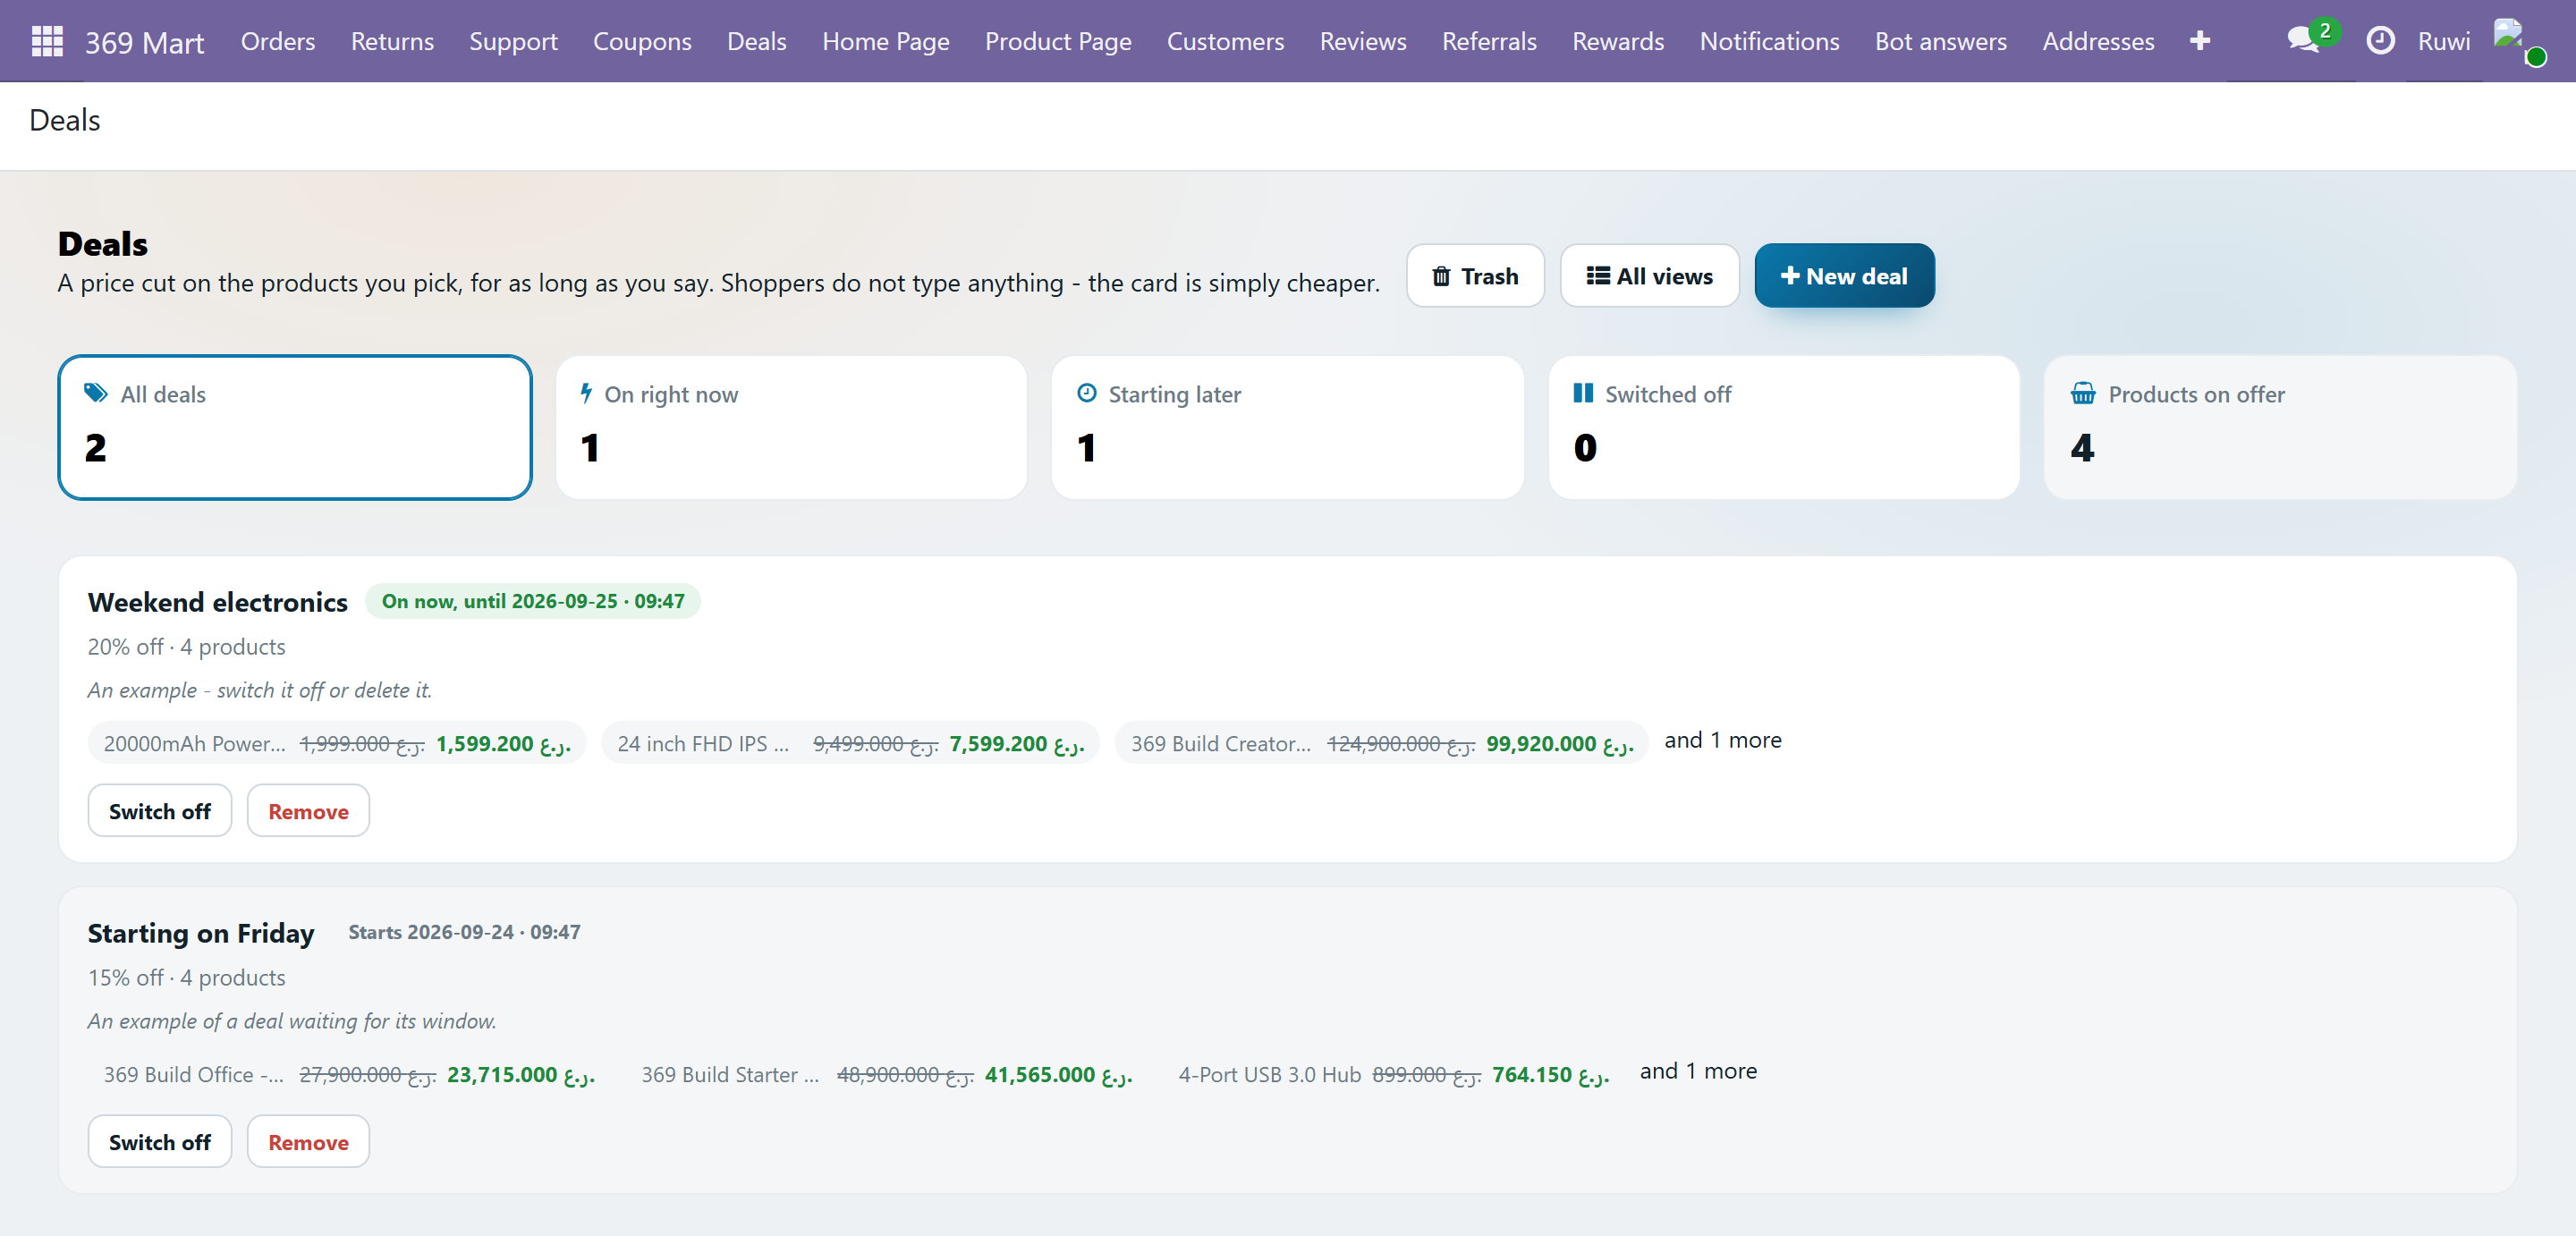 369 Mart Orders Returns Support Coupons Deals Home Page Product Page Customers Reviews Referrals Rewards Notifications Bot answers Addresses 2 Ruwi
Deals
Deals
A price cut on the products you pick, for as long as you say. Shoppers do not type anything - the card is simply cheaper.
Trash All views New deal
All deals On right now Starting later Switched off Products on offer
2 1 1 0 4
Weekend electronics On now, until 2026-09-25 · 09:47
20% off · 4 products
An example - switch it off or delete it.
20000mAh Power... 1,999.000 ر.ع. 1,599.200 ر.ع. 24 inch FHD IPS ... 9,499.000 ر.ع. 7,599.200 ر.ع. 369 Build Creator... 124,900.000 ر.ع. 99,920.000 ر.ع. and 1 more
Switch off Remove
Starting on Friday Starts 2026-09-24 · 09:47
15% off · 4 products
An example of a deal waiting for its window.
369 Build Office -... 27,900.000 ر.ع. 23,715.000 ر.ع. 369 Build Starter ... 48,900.000 ر.ع. 41,565.000 ر.ع. 4-Port USB 3.0 Hub 899.000 ر.ع. 764.150 ر.ع. and 1 more
Switch off Remove